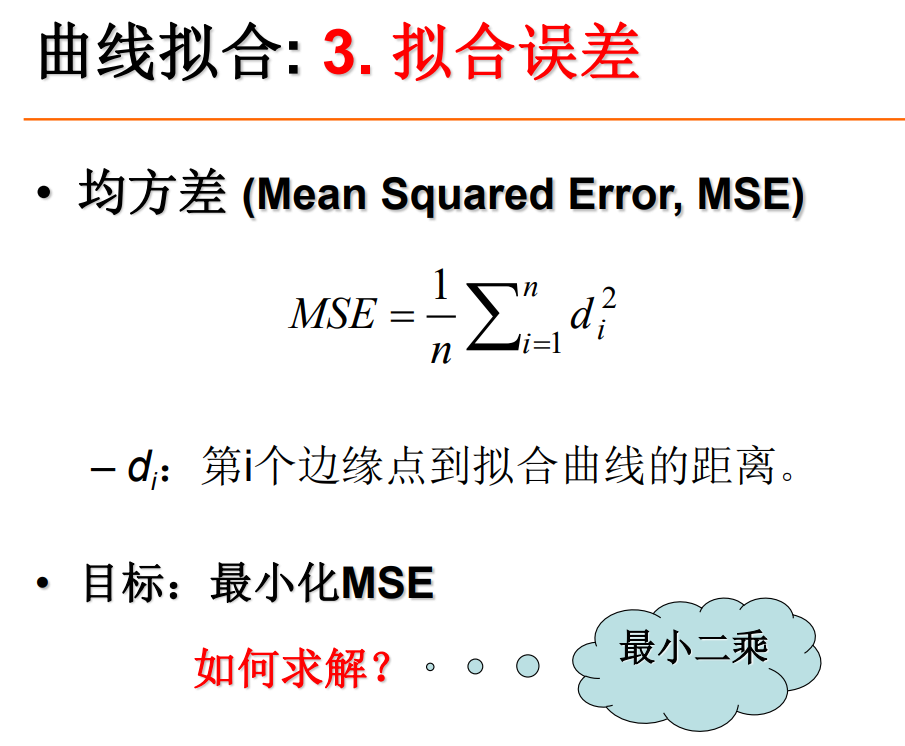 曲线拟合: 3. 拟合误差
• 均方差 (Mean Squared Error, MSE)
MSE = \frac{1}{n} \sum_{i=1}^{n} d_i^2
– d_i：第i个边缘点到拟合曲线的距离。
• 目标：最小化MSE
如何求解？
最小二乘